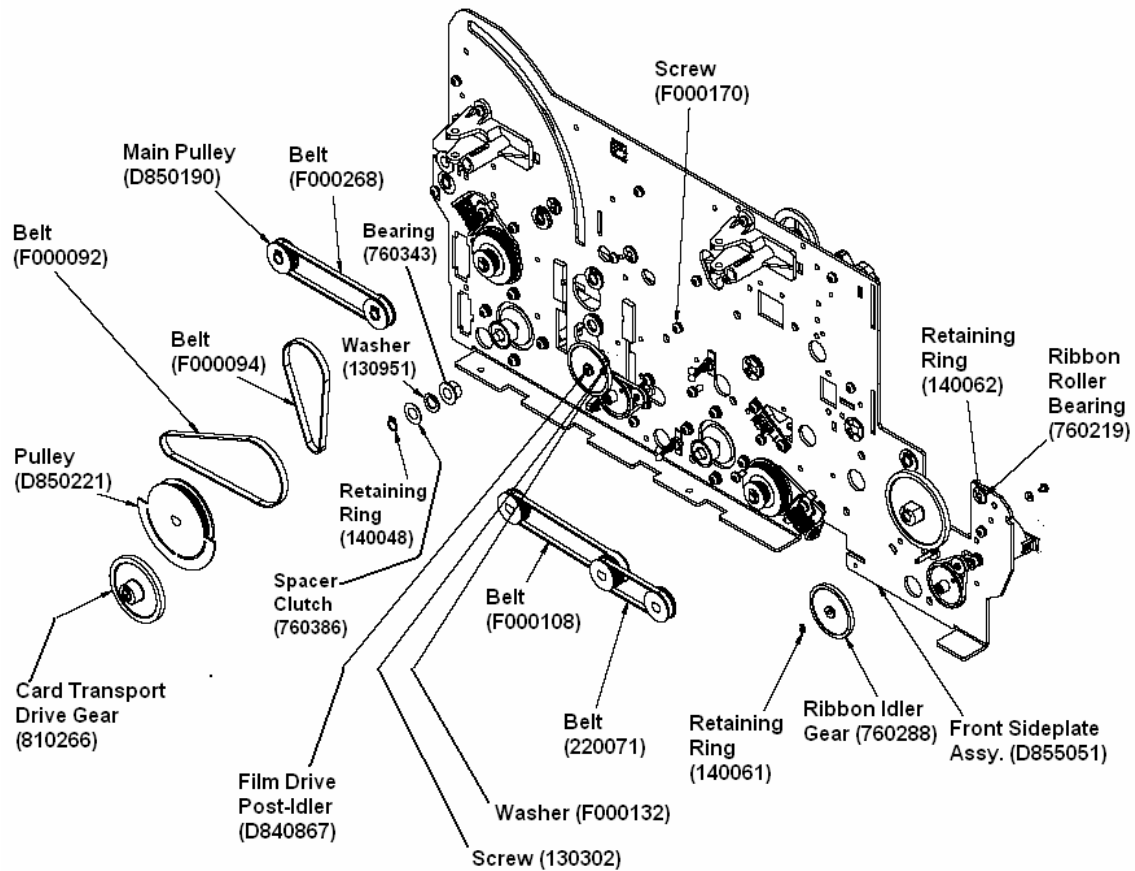 Screw
(F000170)
Main Pulley
(D850190)
Belt
(F000268)
Belt
(F000092)
Bearing
(760343)
Belt
(F000094)
Washer
(130951)
Retaining
Ring
(140062)
Ribbon
Roller
Bearing
(760219)
Pulley
(D850221)
Retaining
Ring
(140048)
Spacer
Clutch
(760386)
Belt
(F000108)
Card Transport
Drive Gear
(810266)
Belt
(220071)
Retaining
Ring
(140061)
Ribbon Idler
Gear (760288)
Front Sideplate
Assy. (D855051)
Film Drive
Post-Idler
(D840867)
Washer (F000132)
Screw (130302)